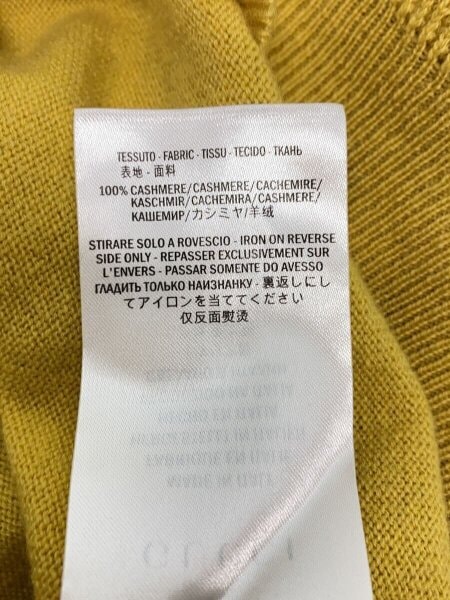 TESSUTO - FABRIC - TISSU - TECIDO - ТКАНЬ
表地 - 面料
100% CASHMERE/CASHMERE/CACHEMIRE/
KASCHMIR/CACHEMIRA/CASHMERE/
КАШЕМИР/カシミヤ/羊绒
STIRARE SOLO A ROVESCIO - IRON ON REVERSE
SIDE ONLY - REPASSER EXCLUSIVEMENT SUR
L'ENVERS - PASSAR SOMENTE DO AVESSO
ГЛАДИТЬ ТОЛЬКО НАИЗНАНКУ - 裏返しにし
てアイロンを当ててください
仅反面熨烫